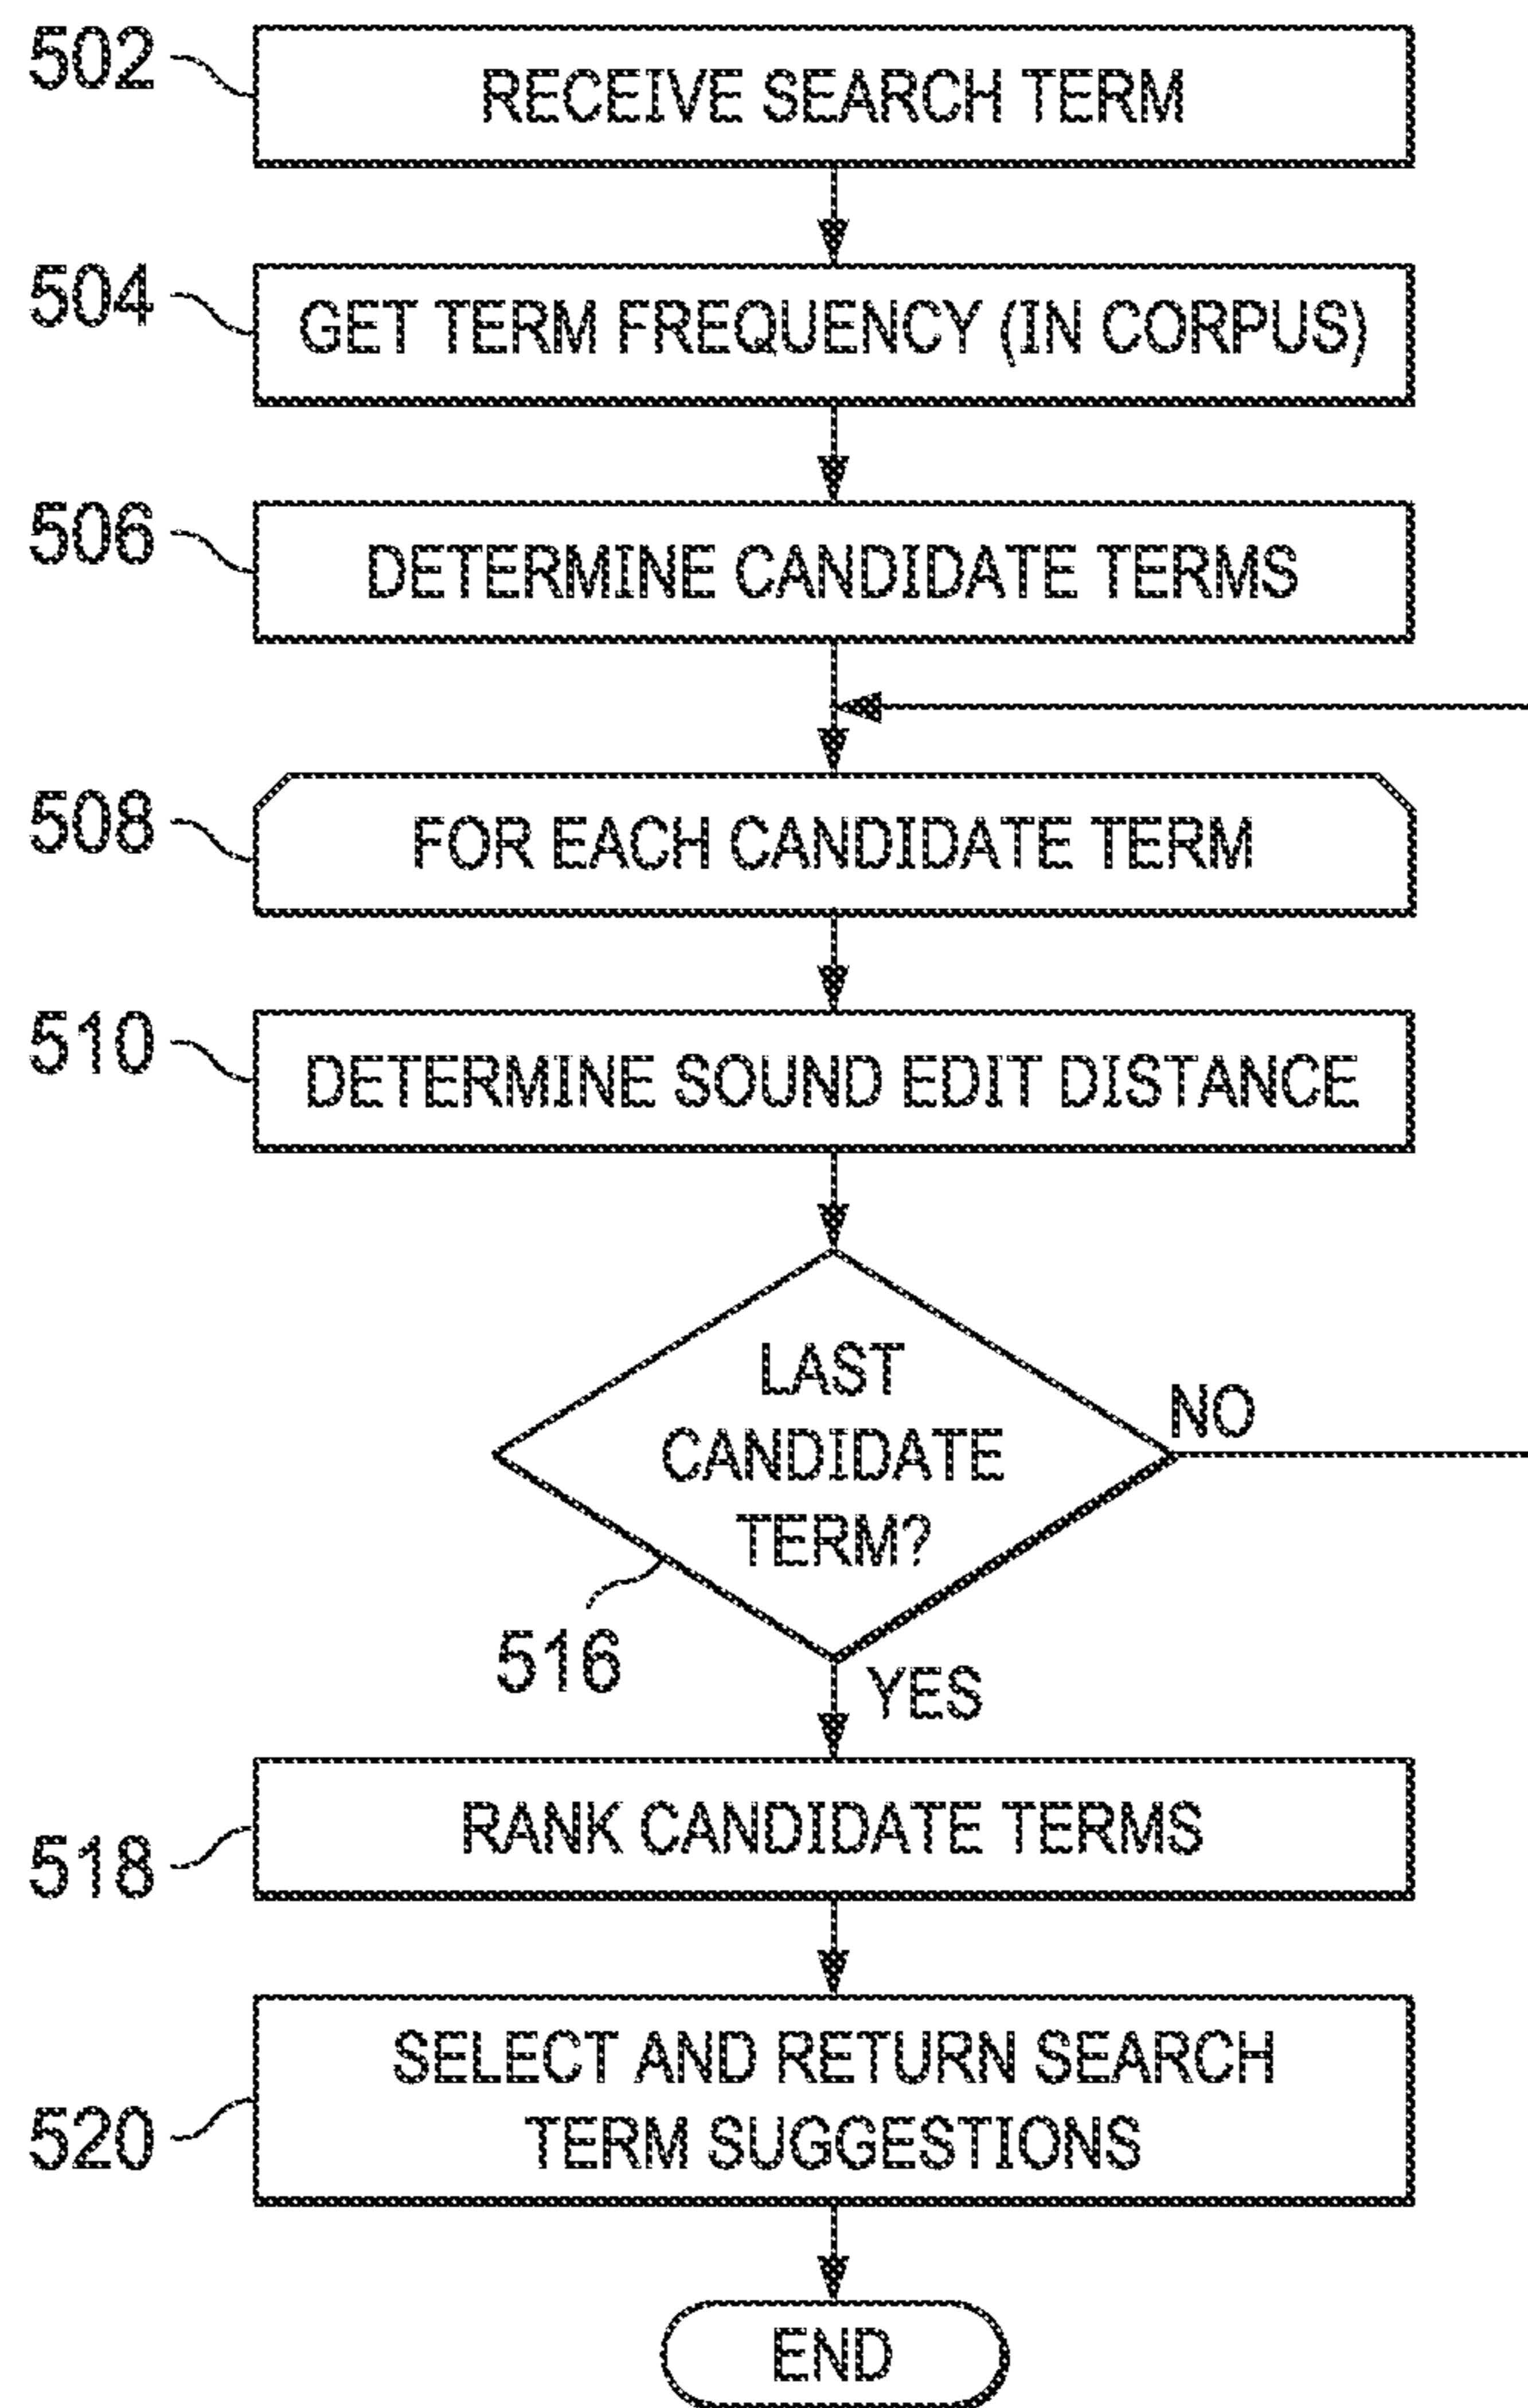 502
RECEIVE SEARCH TERM
504
GET TERM FREQUENCY (IN CORPUS)
506
DETERMINE CANDIDATE TERMS
508
FOR EACH CANDIDATE TERM
510
DETERMINE SOUND EDIT DISTANCE
LAST
CANDIDATE
TERM?
NO
516
YES
518
RANK CANDIDATE TERMS
520
SELECT AND RETURN SEARCH
TERM SUGGESTIONS
END